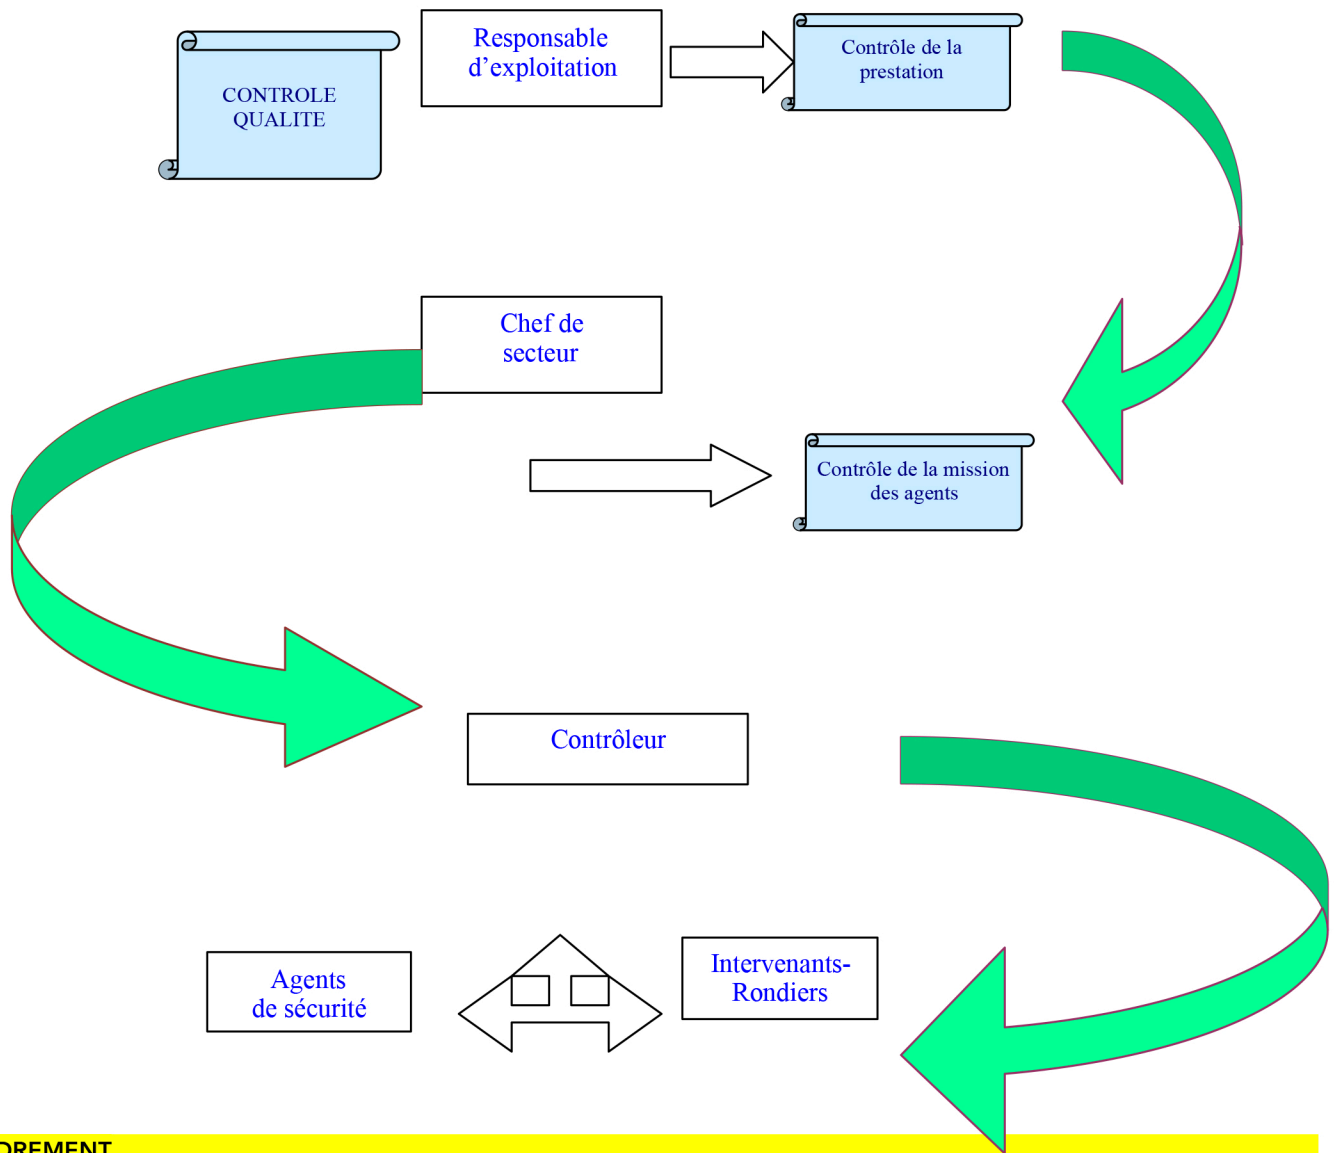 CONTROLE
QUALITE
Responsable
d’exploitation
Contrôle de la
prestation
Chef de
secteur
Contrôle de la mission
des agents
Contrôleur
Agents
de sécurité
Intervenants-
Rondiers